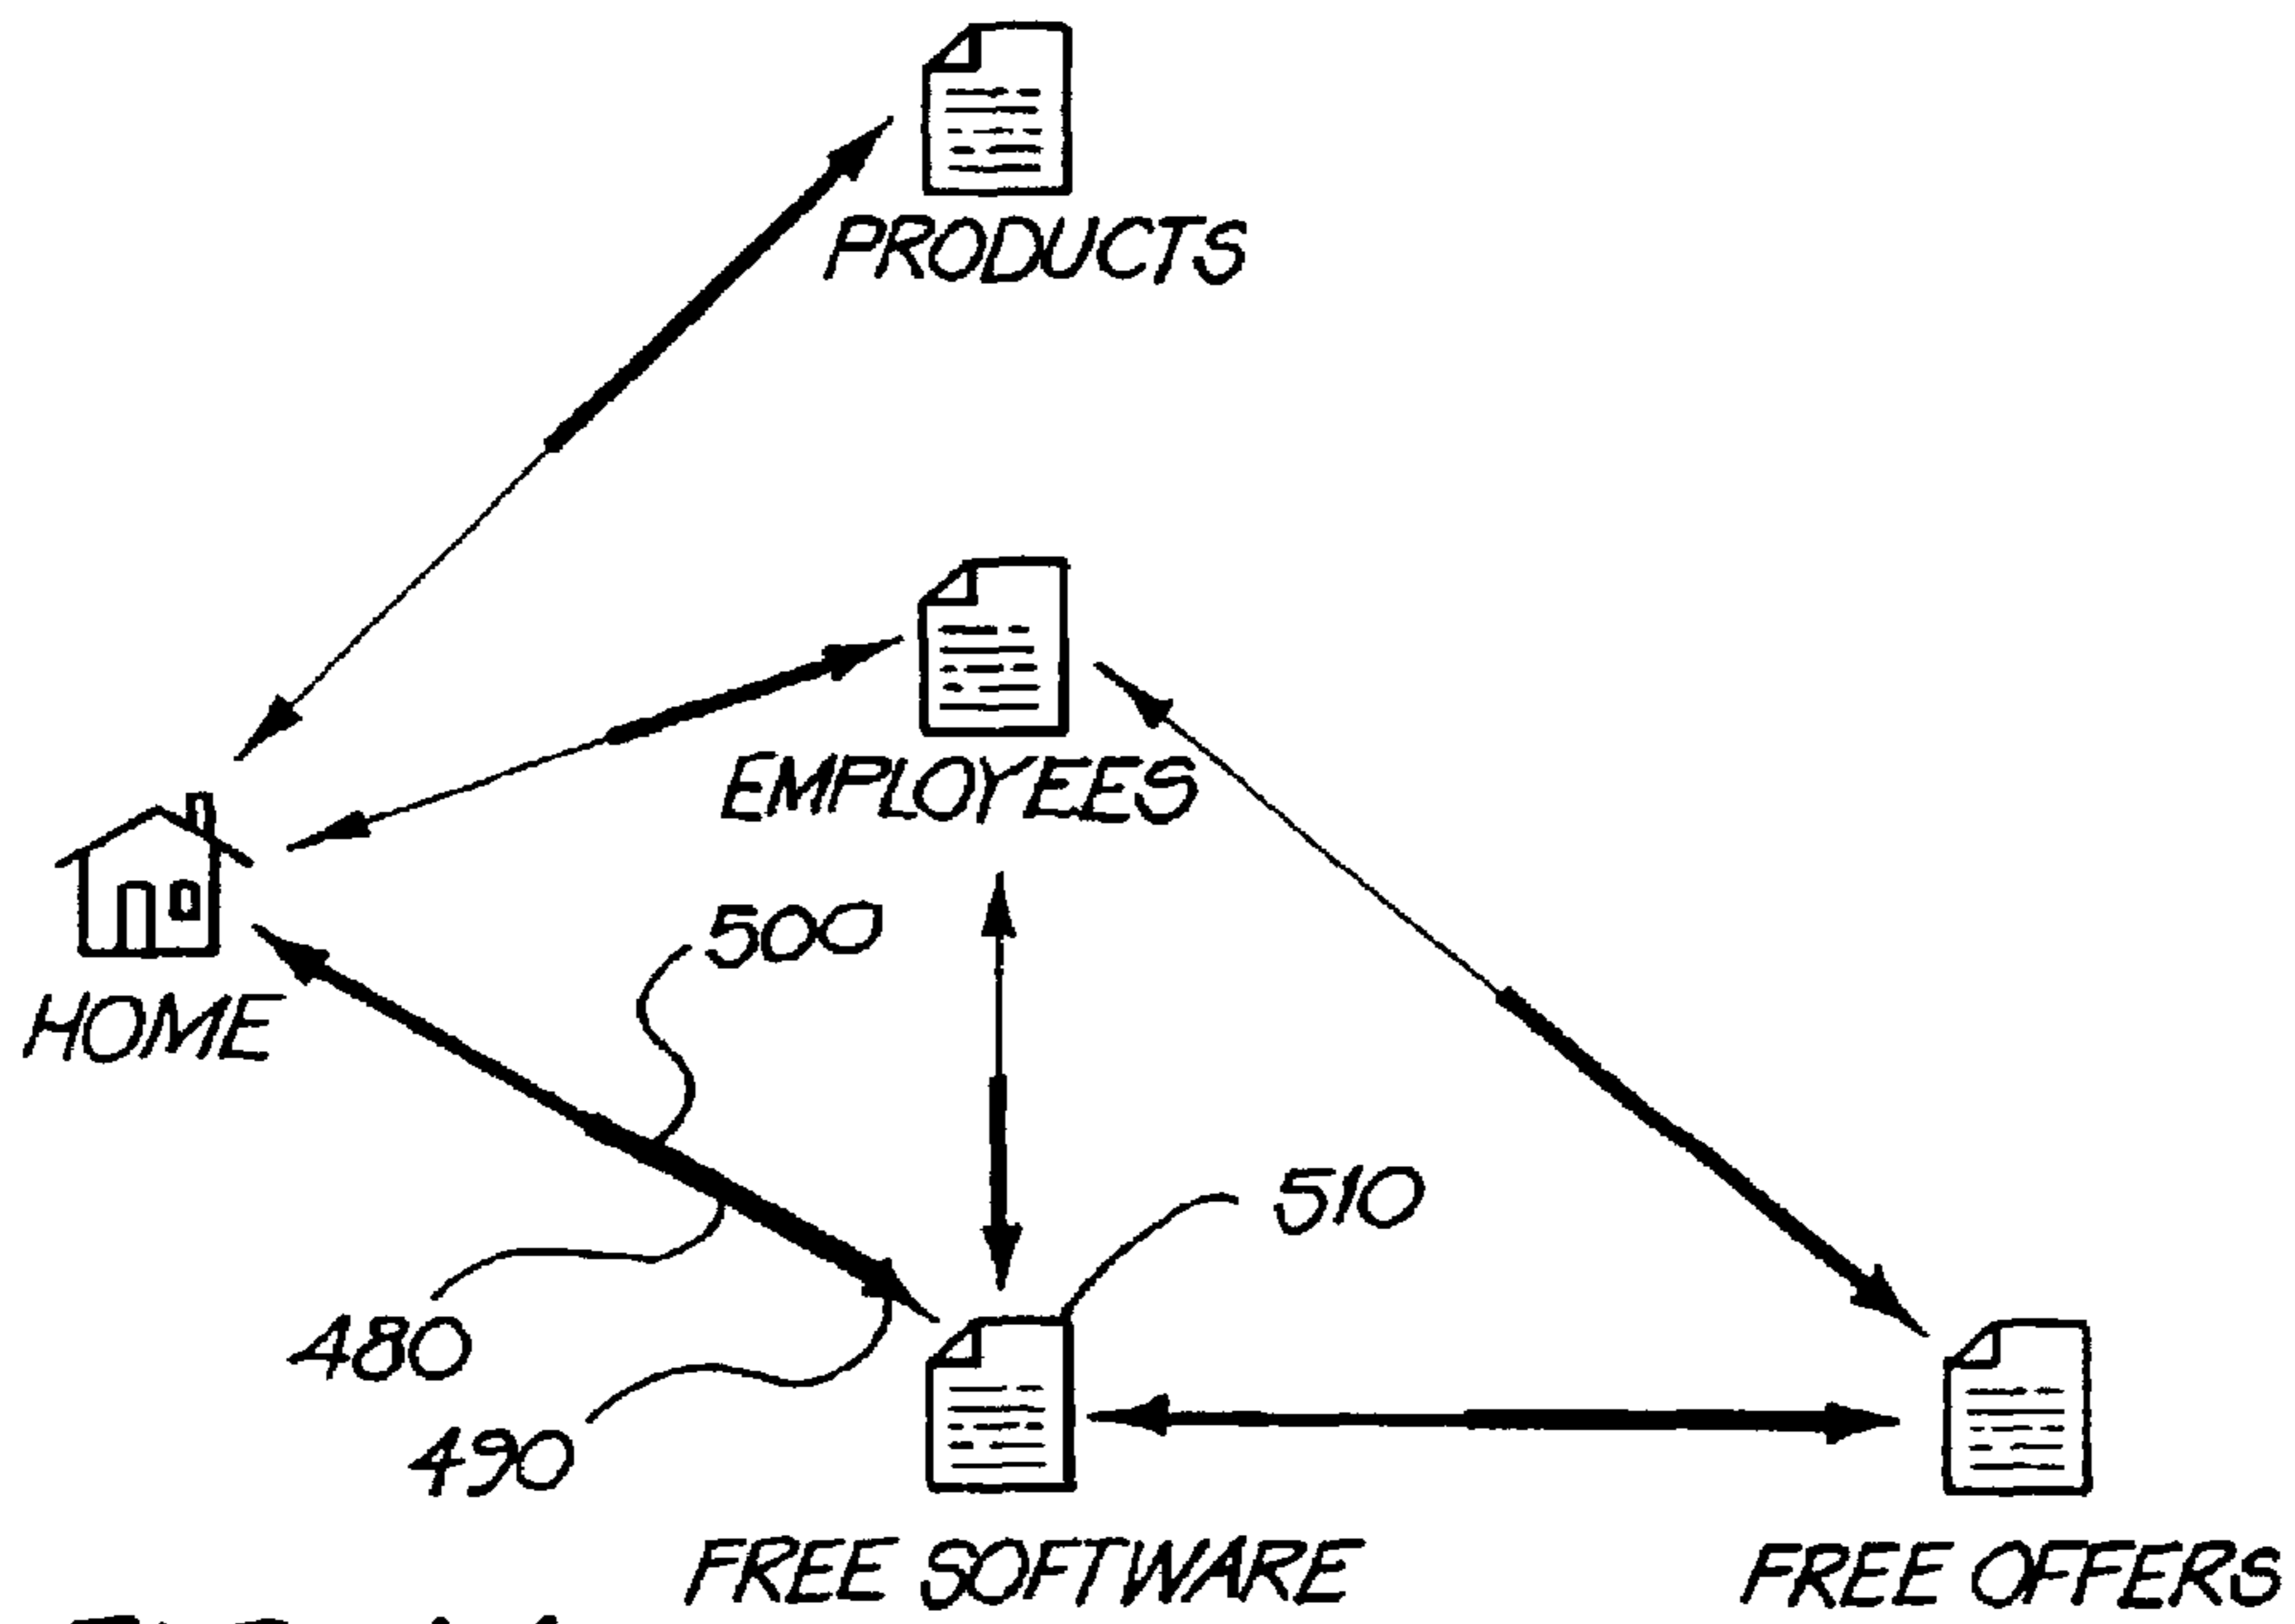 PRODUCTS
EMPLOYEES
500
HOME
510
480
490
FREE SOFTWARE
FREE OFFERS